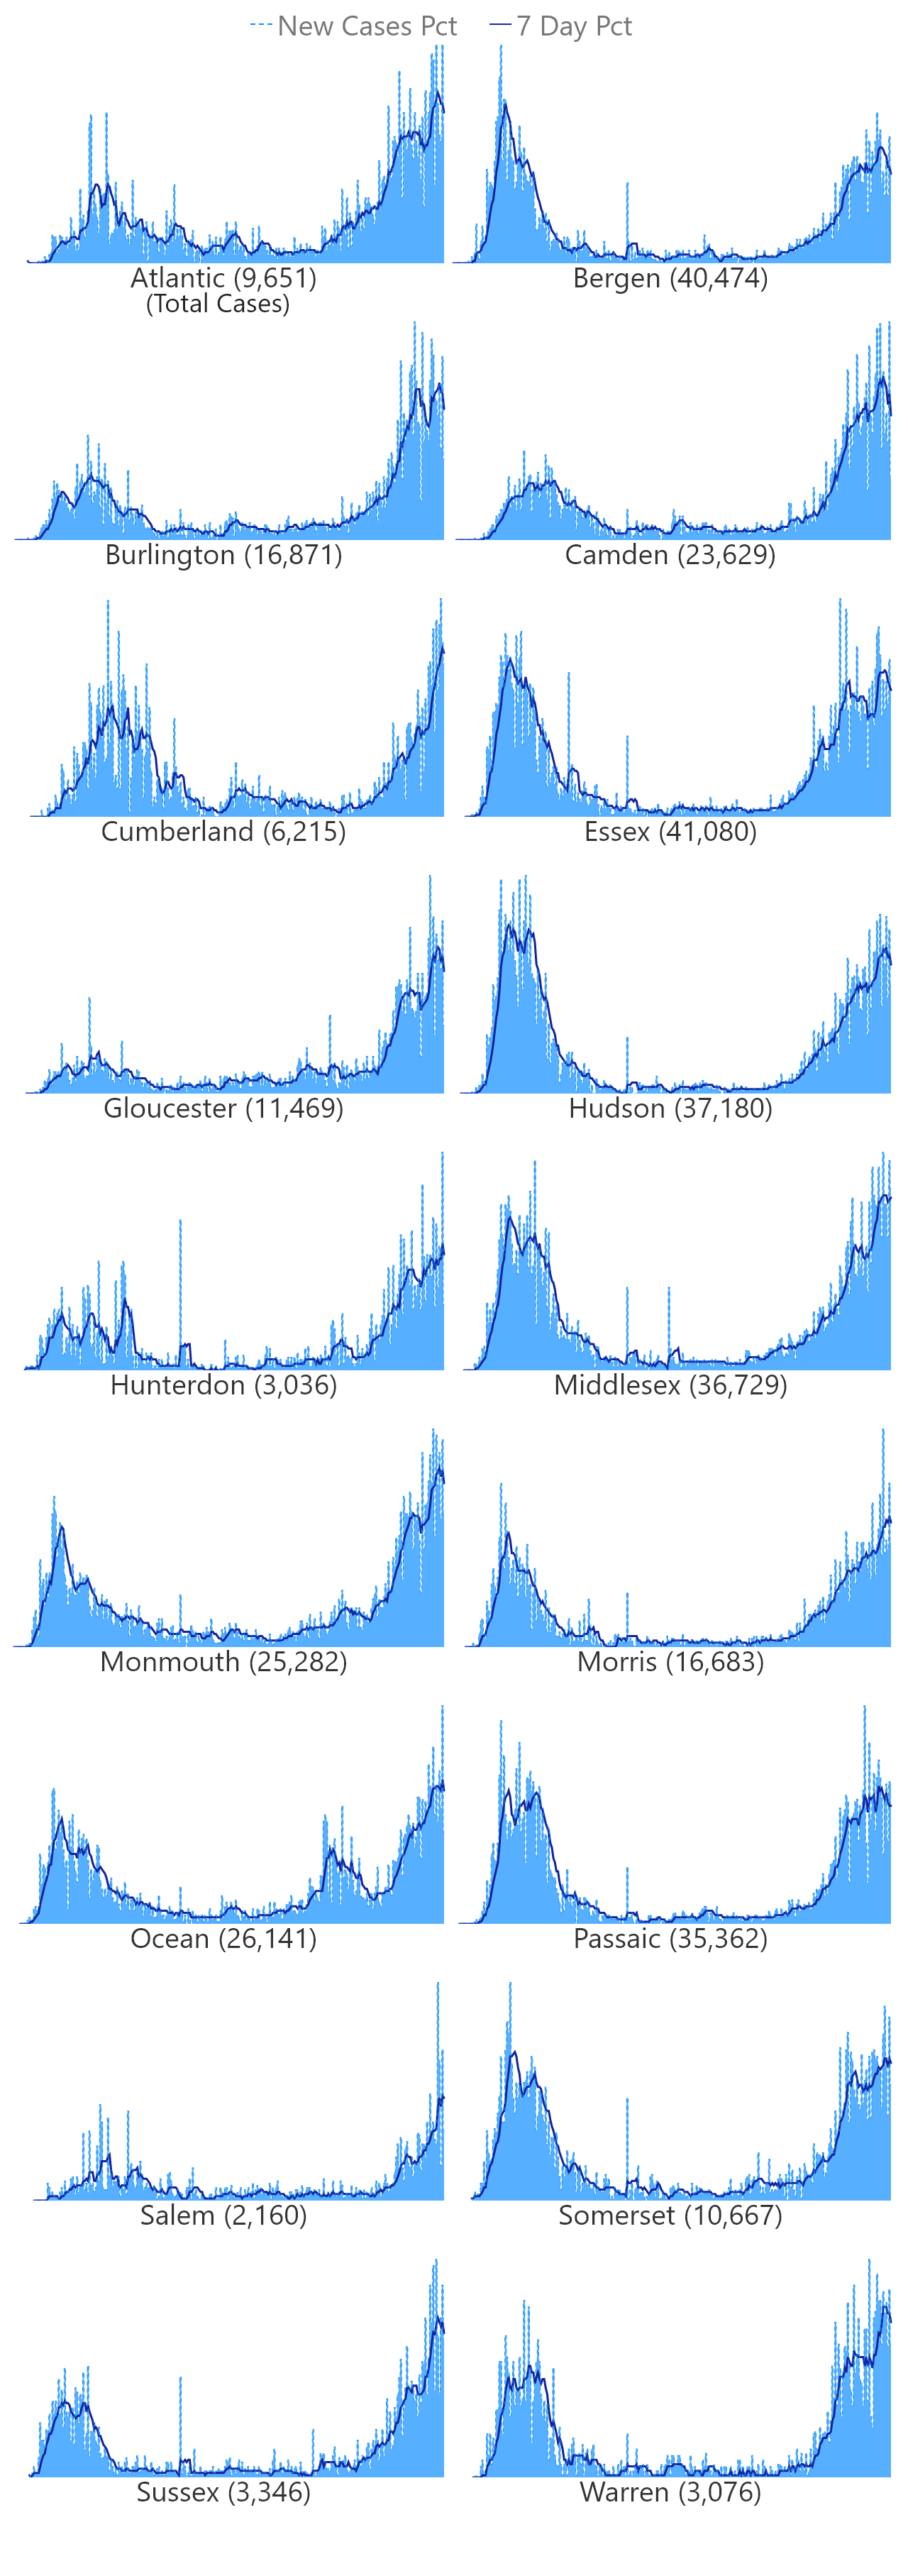 New Cases Pct 7 Day Pct
Atlantic (9,651) Bergen (40,474)
(Total Cases)
Burlington (16,871) Camden (23,629)
Cumberland (6,215) Essex (41,080)
Gloucester (11,469) Hudson (37,180)
Hunterdon (3,036) Middlesex (36,729)
Monmouth (25,282) Morris (16,683)
Ocean (26,141) Passaic (35,362)
Salem (2,160) Somerset (10,667)
Sussex (3,346) Warren (3,076)